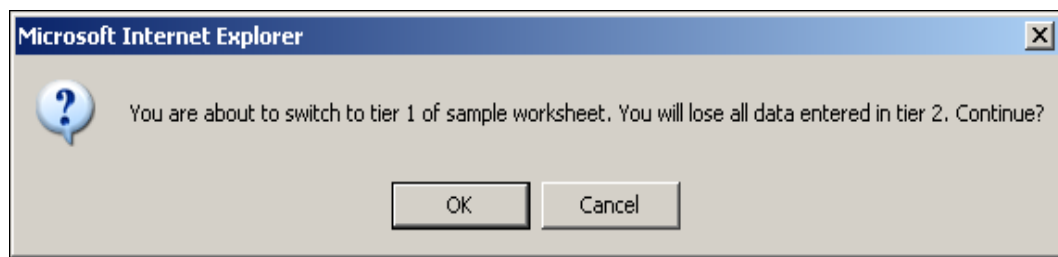 Microsoft Internet Explorer
You are about to switch to tier 1 of sample worksheet. You will lose all data entered in tier 2. Continue?
OK
Cancel